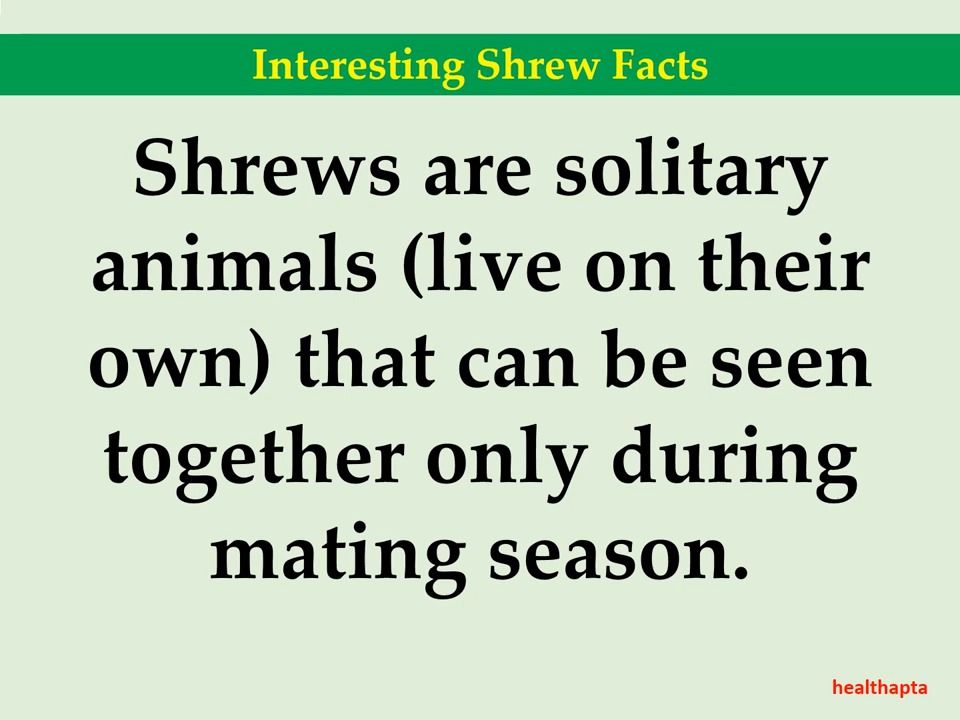 Interesting Shrew Facts
Shrews are solitary
animals (live on their
own) that can be seen
together only during
mating season.
healthapta